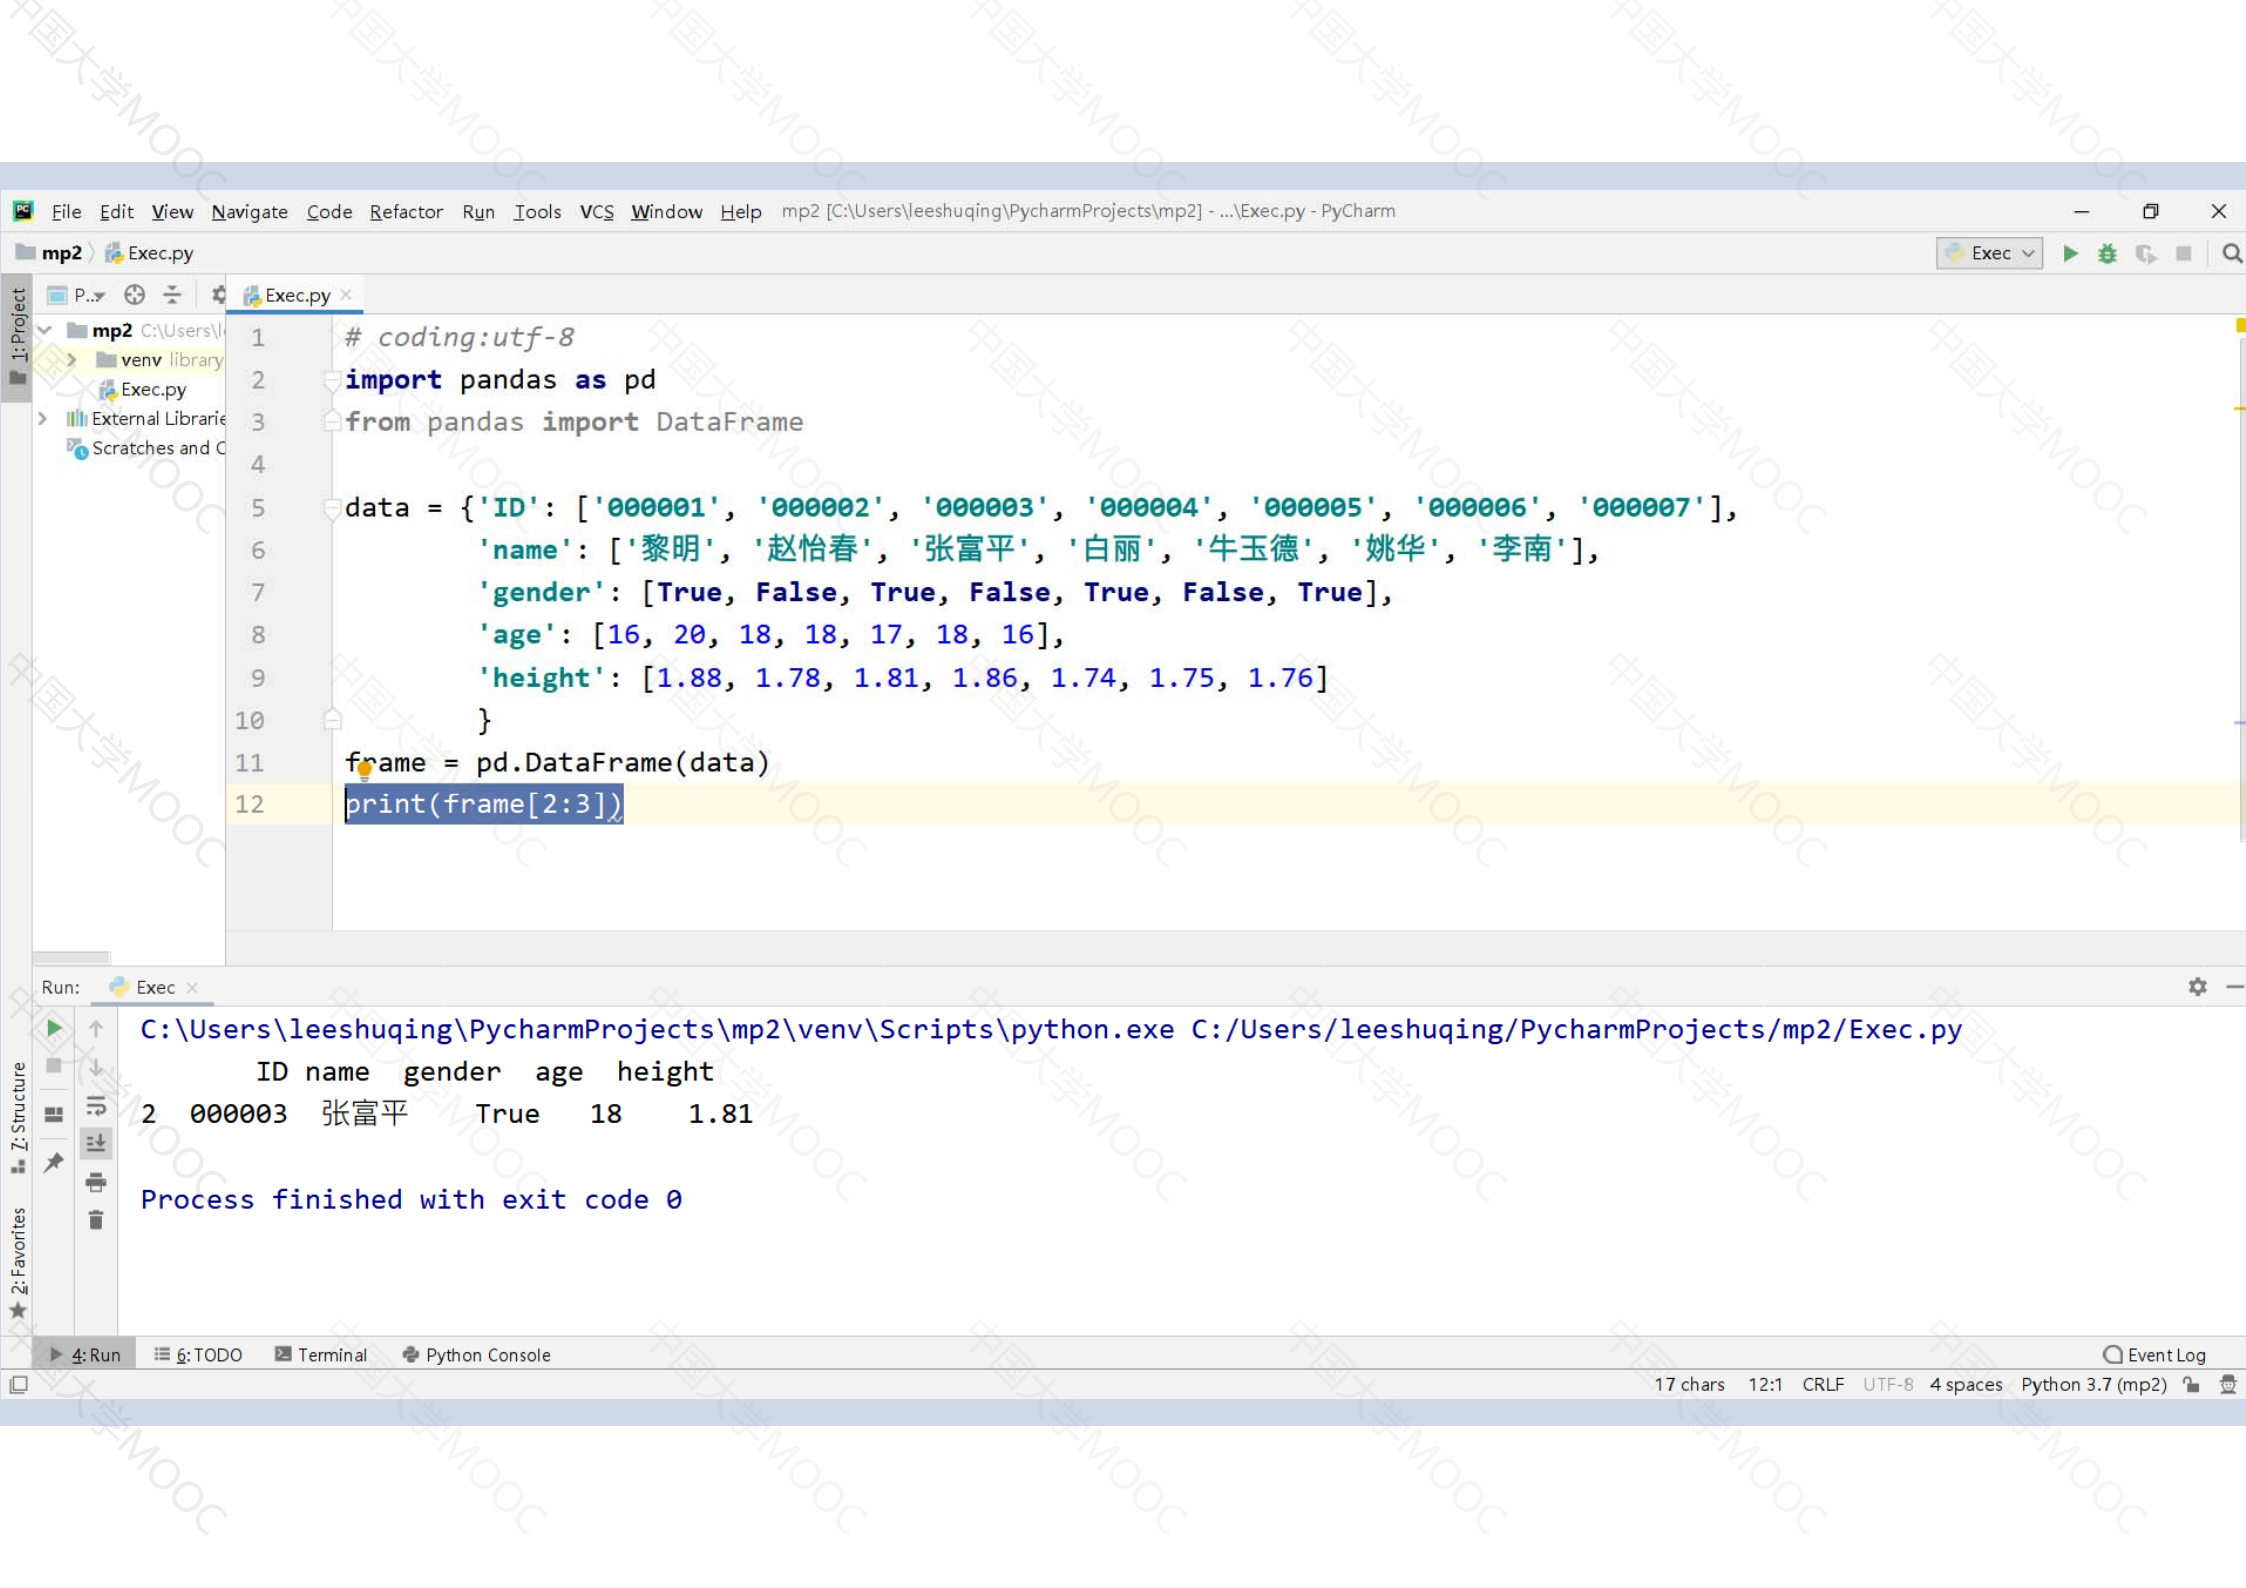 File Edit View Navigate Code Refactor Run Tools VCS Window Help mp2 [C:\Users\leeshuqing\PycharmProjects\mp2] - ...\Exec.py - PyCharm
mp2 Exec.py Exec
1: Project P.. Exec.py
mp2 C:\Users\l
venv library
Exec.py
External Librarie
Scratches and C
1 # coding:utf-8
2 import pandas as pd
3 from pandas import DataFrame
4
5 data = {'ID': ['000001', '000002', '000003', '000004', '000005', '000006', '000007'],
6 'name': ['黎明', '赵怡春', '张富平', '白丽', '牛玉德', '姚华', '李南'],
7 'gender': [True, False, True, False, True, False, True],
8 'age': [16, 20, 18, 18, 17, 18, 16],
9 'height': [1.88, 1.78, 1.81, 1.86, 1.74, 1.75, 1.76]
10 }
11 frame = pd.DataFrame(data)
12 print(frame[2:3])
Run: Exec
C:\Users\leeshuqing\PycharmProjects\mp2\venv\Scripts\python.exe C:/Users/leeshuqing/PycharmProjects/mp2/Exec.py
ID name gender age height
2 000003 张富平 True 18 1.81
Process finished with exit code 0
7: Structure
2: Favorites
4: Run 6: TODO Terminal Python Console Event Log
17 chars 12:1 CRLF UTF-8 4 spaces Python 3.7 (mp2)
中国大学MOOC